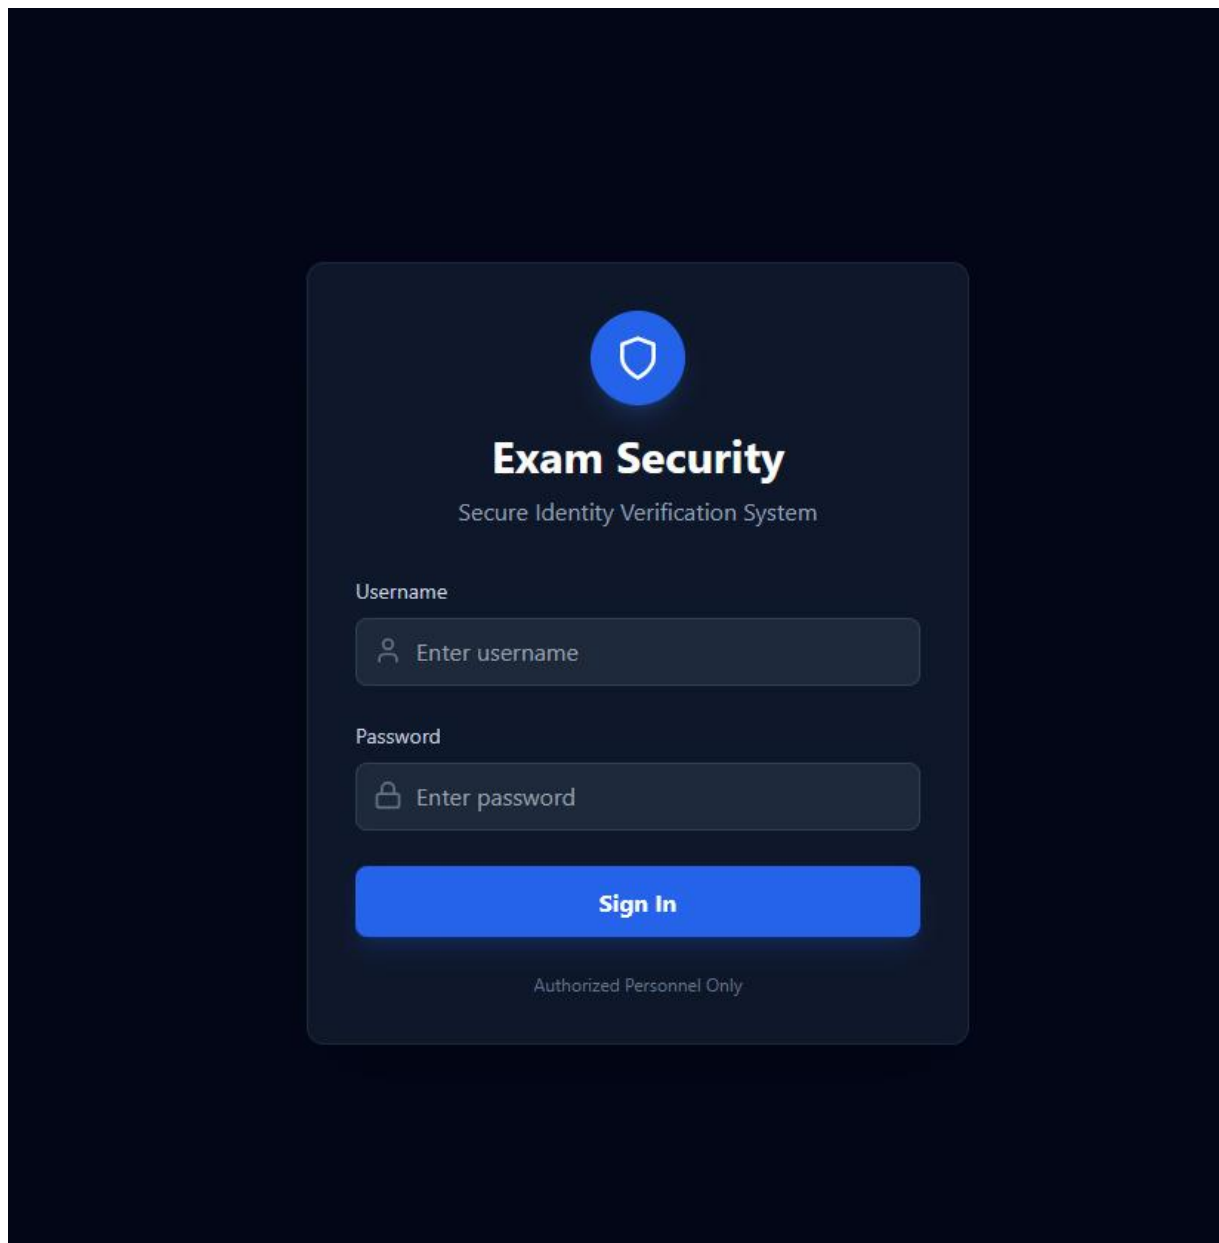 Exam Security
Secure Identity Verification System
Username
Enter username
Password
Enter password
Sign In
Authorized Personnel Only